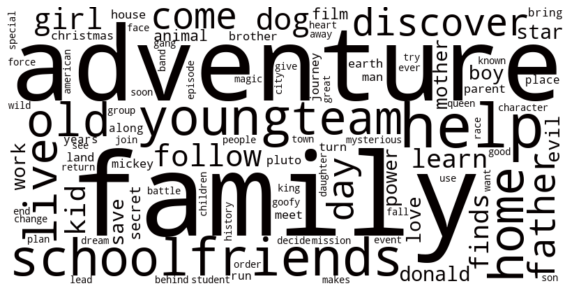 special
girl
house
face
come
dog
film
heart
away
discover
bring
star
christmas
animal
brother
force
american
adventure
gang
band
soon
episode
magic
city
give
journey
great
earth
man
try
ever
mother
known
boy
parent
queen
place
character
wild
old
young
team
help
years
group
along
join
people
town
mysterious
race
good
evil
work
live
see
land
return
mickey
follow
pluto
turn
day
power
learn
family
daughter
use
want
home
father
finds
kid
save
secret
battle
children
king
goofy
meet
love
fall
end
change
plan
dream
history
decide
mission
event
school
friends
order
run
donald
lead
behind
student
makes
son